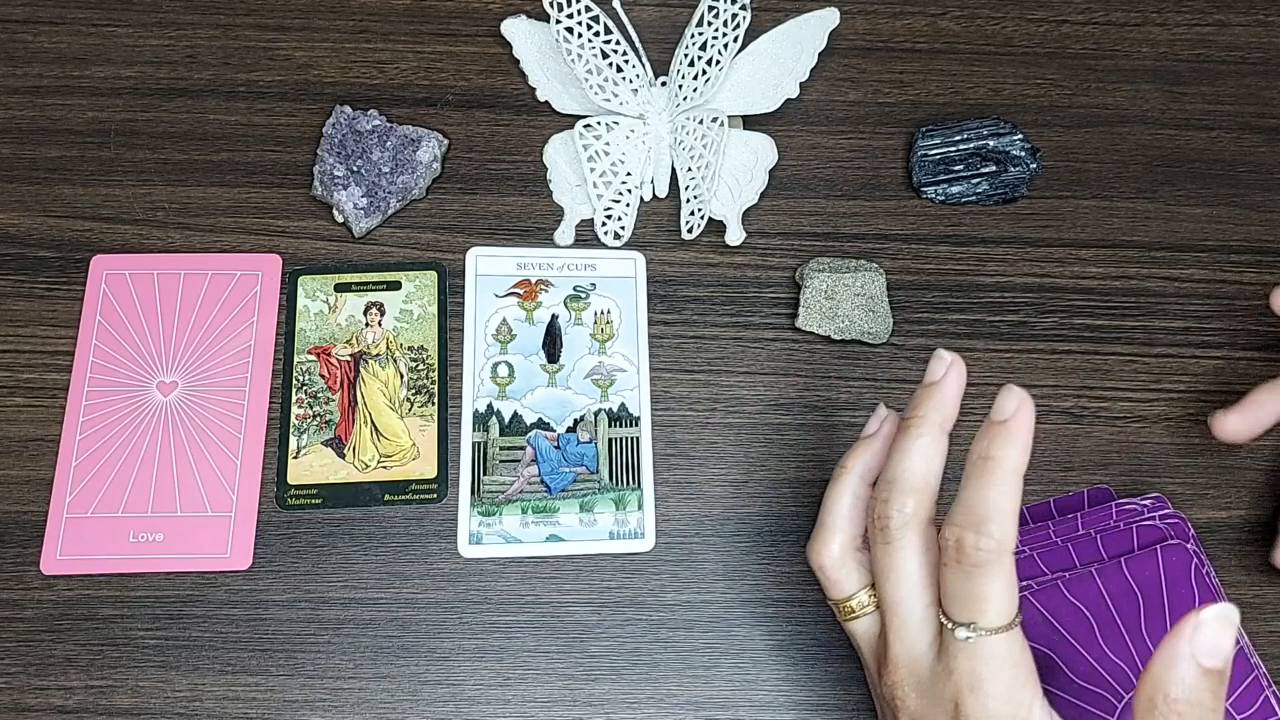 Love
Sweetheart
Amante
Maîtresse
Amante
Возлюбленная
SEVEN of CUPS